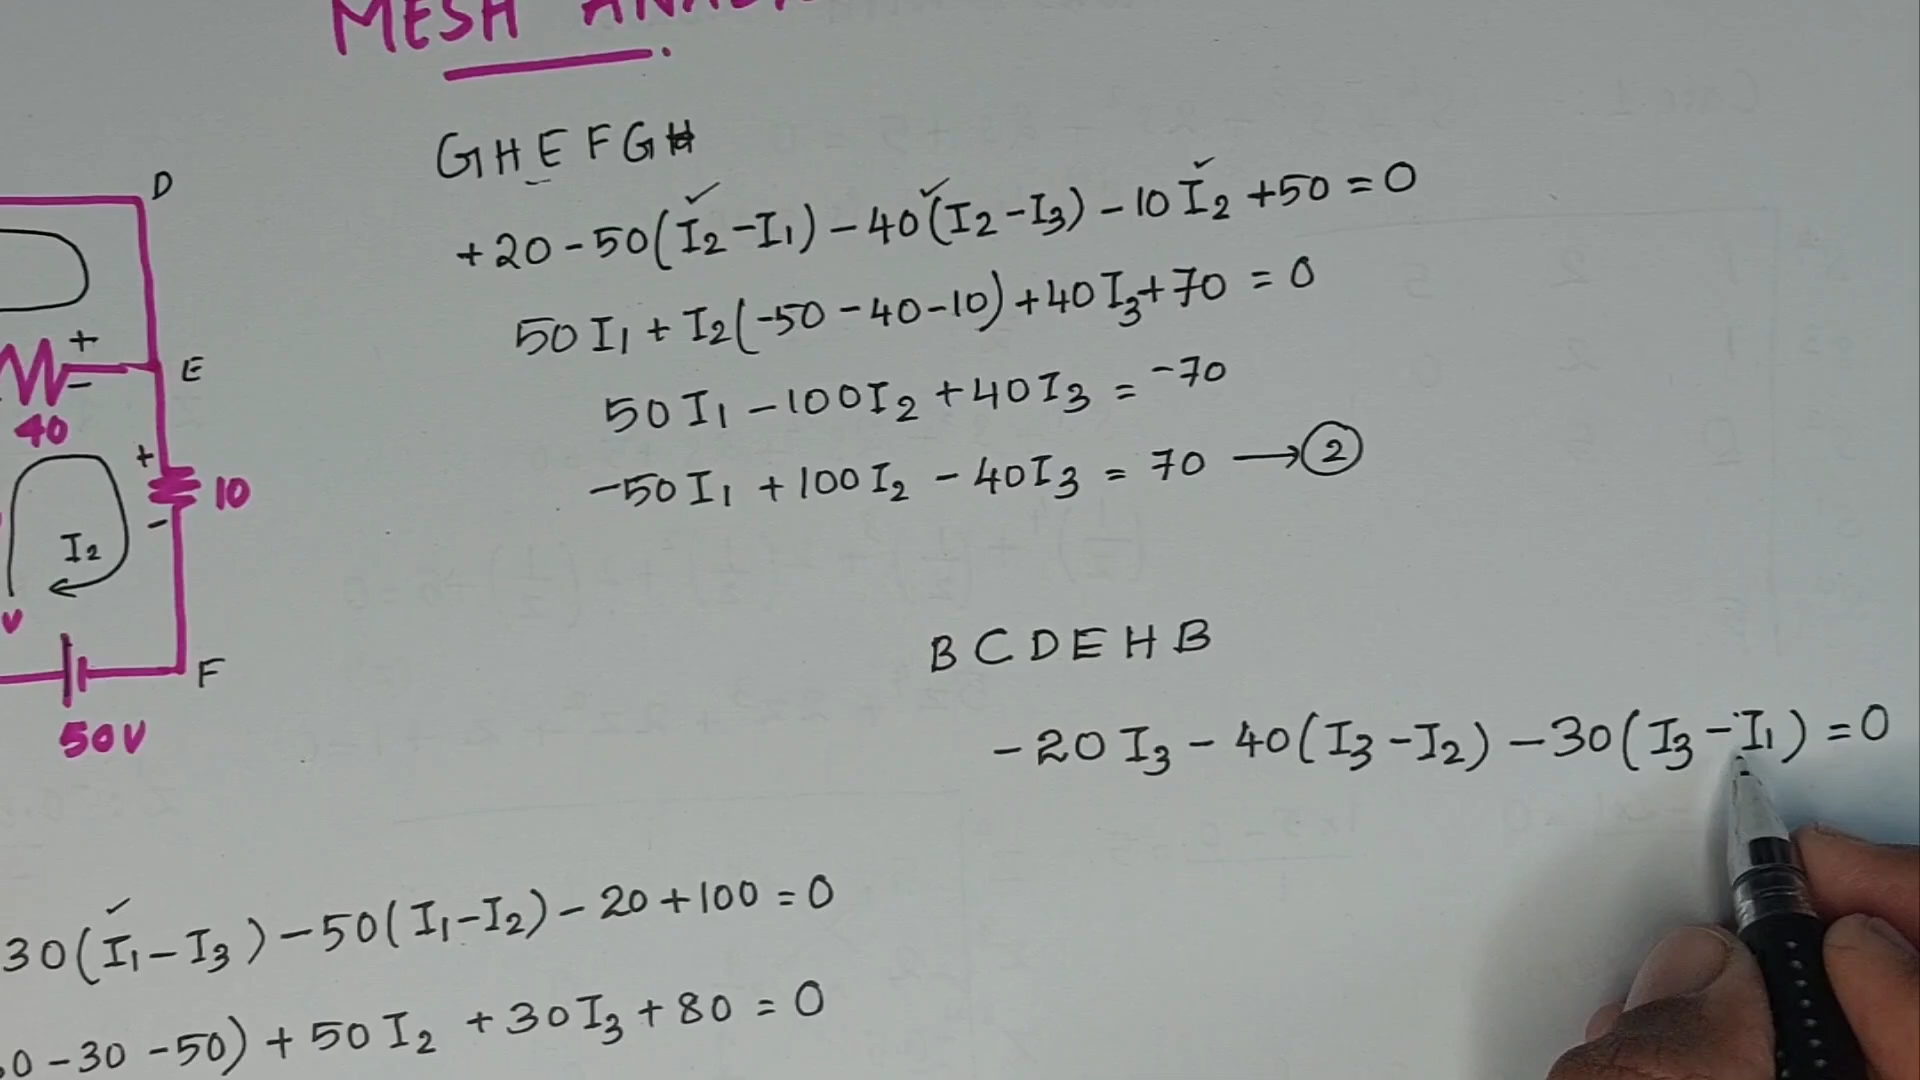 MESH
GHEFGH
+20-50(I₂-I₁)-40(I₂-I₃)-10I₂+50=0
50I₁+I₂(-50-40-10)+40I₃+70=0
50I₁-100I₂+40I₃=-70
-50I₁+100I₂-40I₃=70→②
D
+
-
E
40
+
10
-
I₂
V
F
50V
BCDEHB
-20I₃-40(I₃-I₂)-30(I₃-I₁)=0
30(I₁-I₃)-50(I₁-I₂)-20+100=0
0-30-50)+50I₂+30I₃+80=0